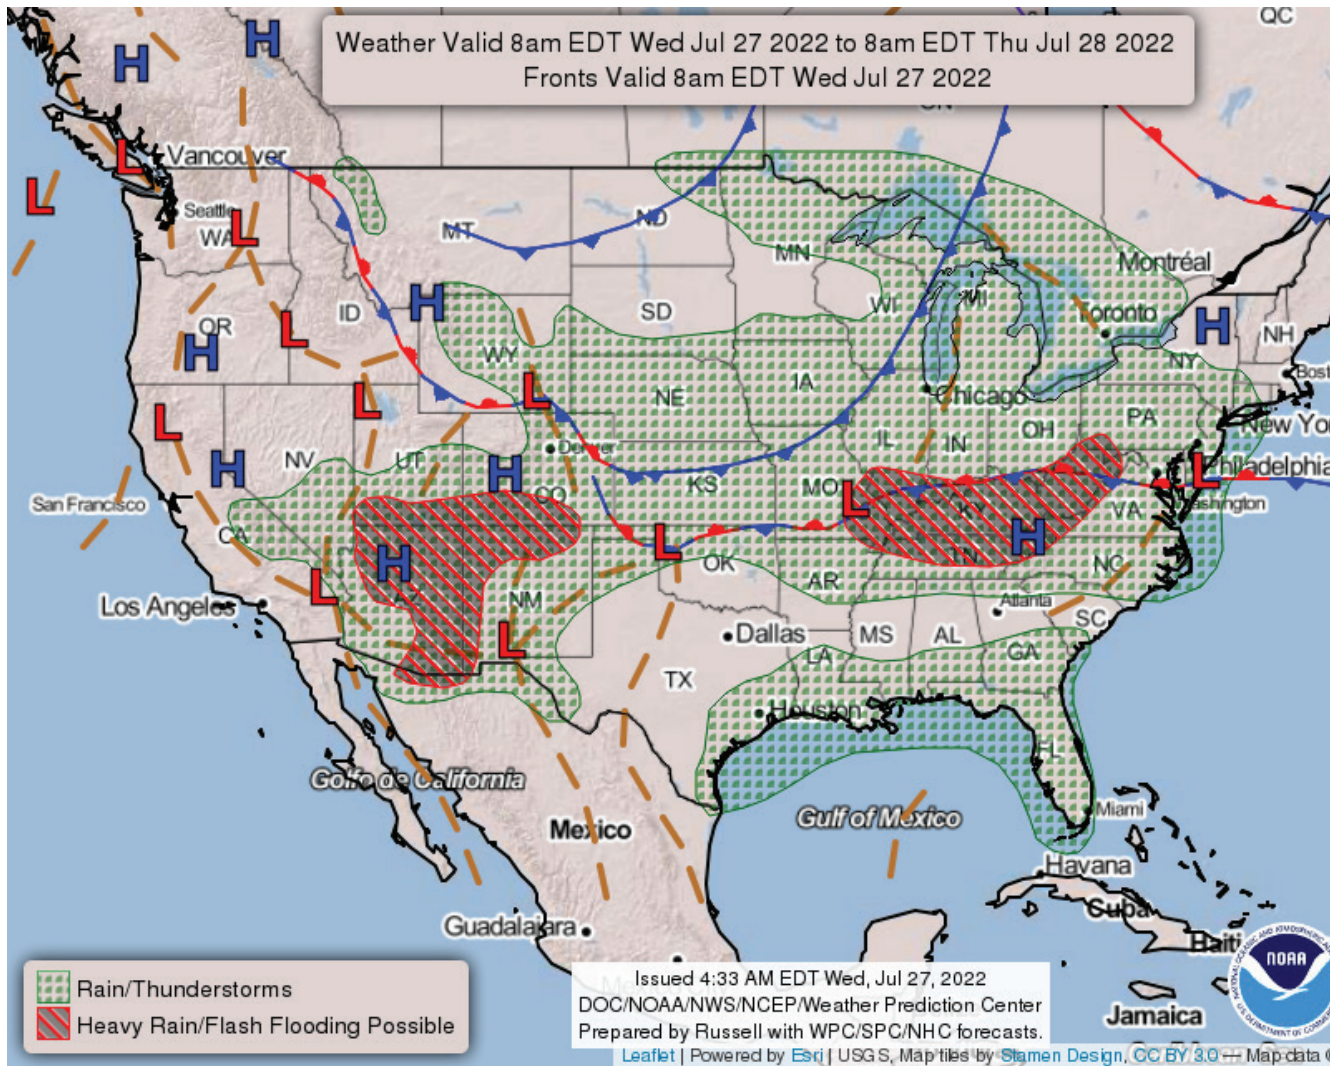 QC
Weather Valid 8am EDT Wed Jul 27 2022 to 8am EDT Thu Jul 28 2022
Fronts Valid 8am EDT Wed Jul 27 2022
H
H
L
Vancouver
L
Seattle
WA
L
MT
ND
MN
Montréal
H
ID
SD
WI
MI
Toronto
H
NH
OR
H
L
WY
NY
Bost
L
L
NE
IA
Chicago
PA
L
New Yor
NV
H
UT
H
Denver
CO
KS
IL
IN
OH
MO
L
L
Philadelphia
San Francisco
KY
VA
Washington
CA
H
L
OK
TN
H
NC
AR
Los Angeles
L
AZ
NM
Atlanta
SC
L
Dallas
MS
AL
LA
GA
TX
Houston
FL
Golfo de California
Gulf of Mexico
Miami
Mexico
Havana
Cuba
Guadalajara
Haiti
NOAA
Rain/Thunderstorms
Heavy Rain/Flash Flooding Possible
Issued 4:33 AM EDT Wed, Jul 27, 2022
DOC/NOAA/NWS/NCEP/Weather Prediction Center
Prepared by Russell with WPC/SPC/NHC forecasts.
Jamaica
Leaflet | Powered by Esri | USGS, Map tiles by Stamen Design, CC BY 3.0 — Map data ©